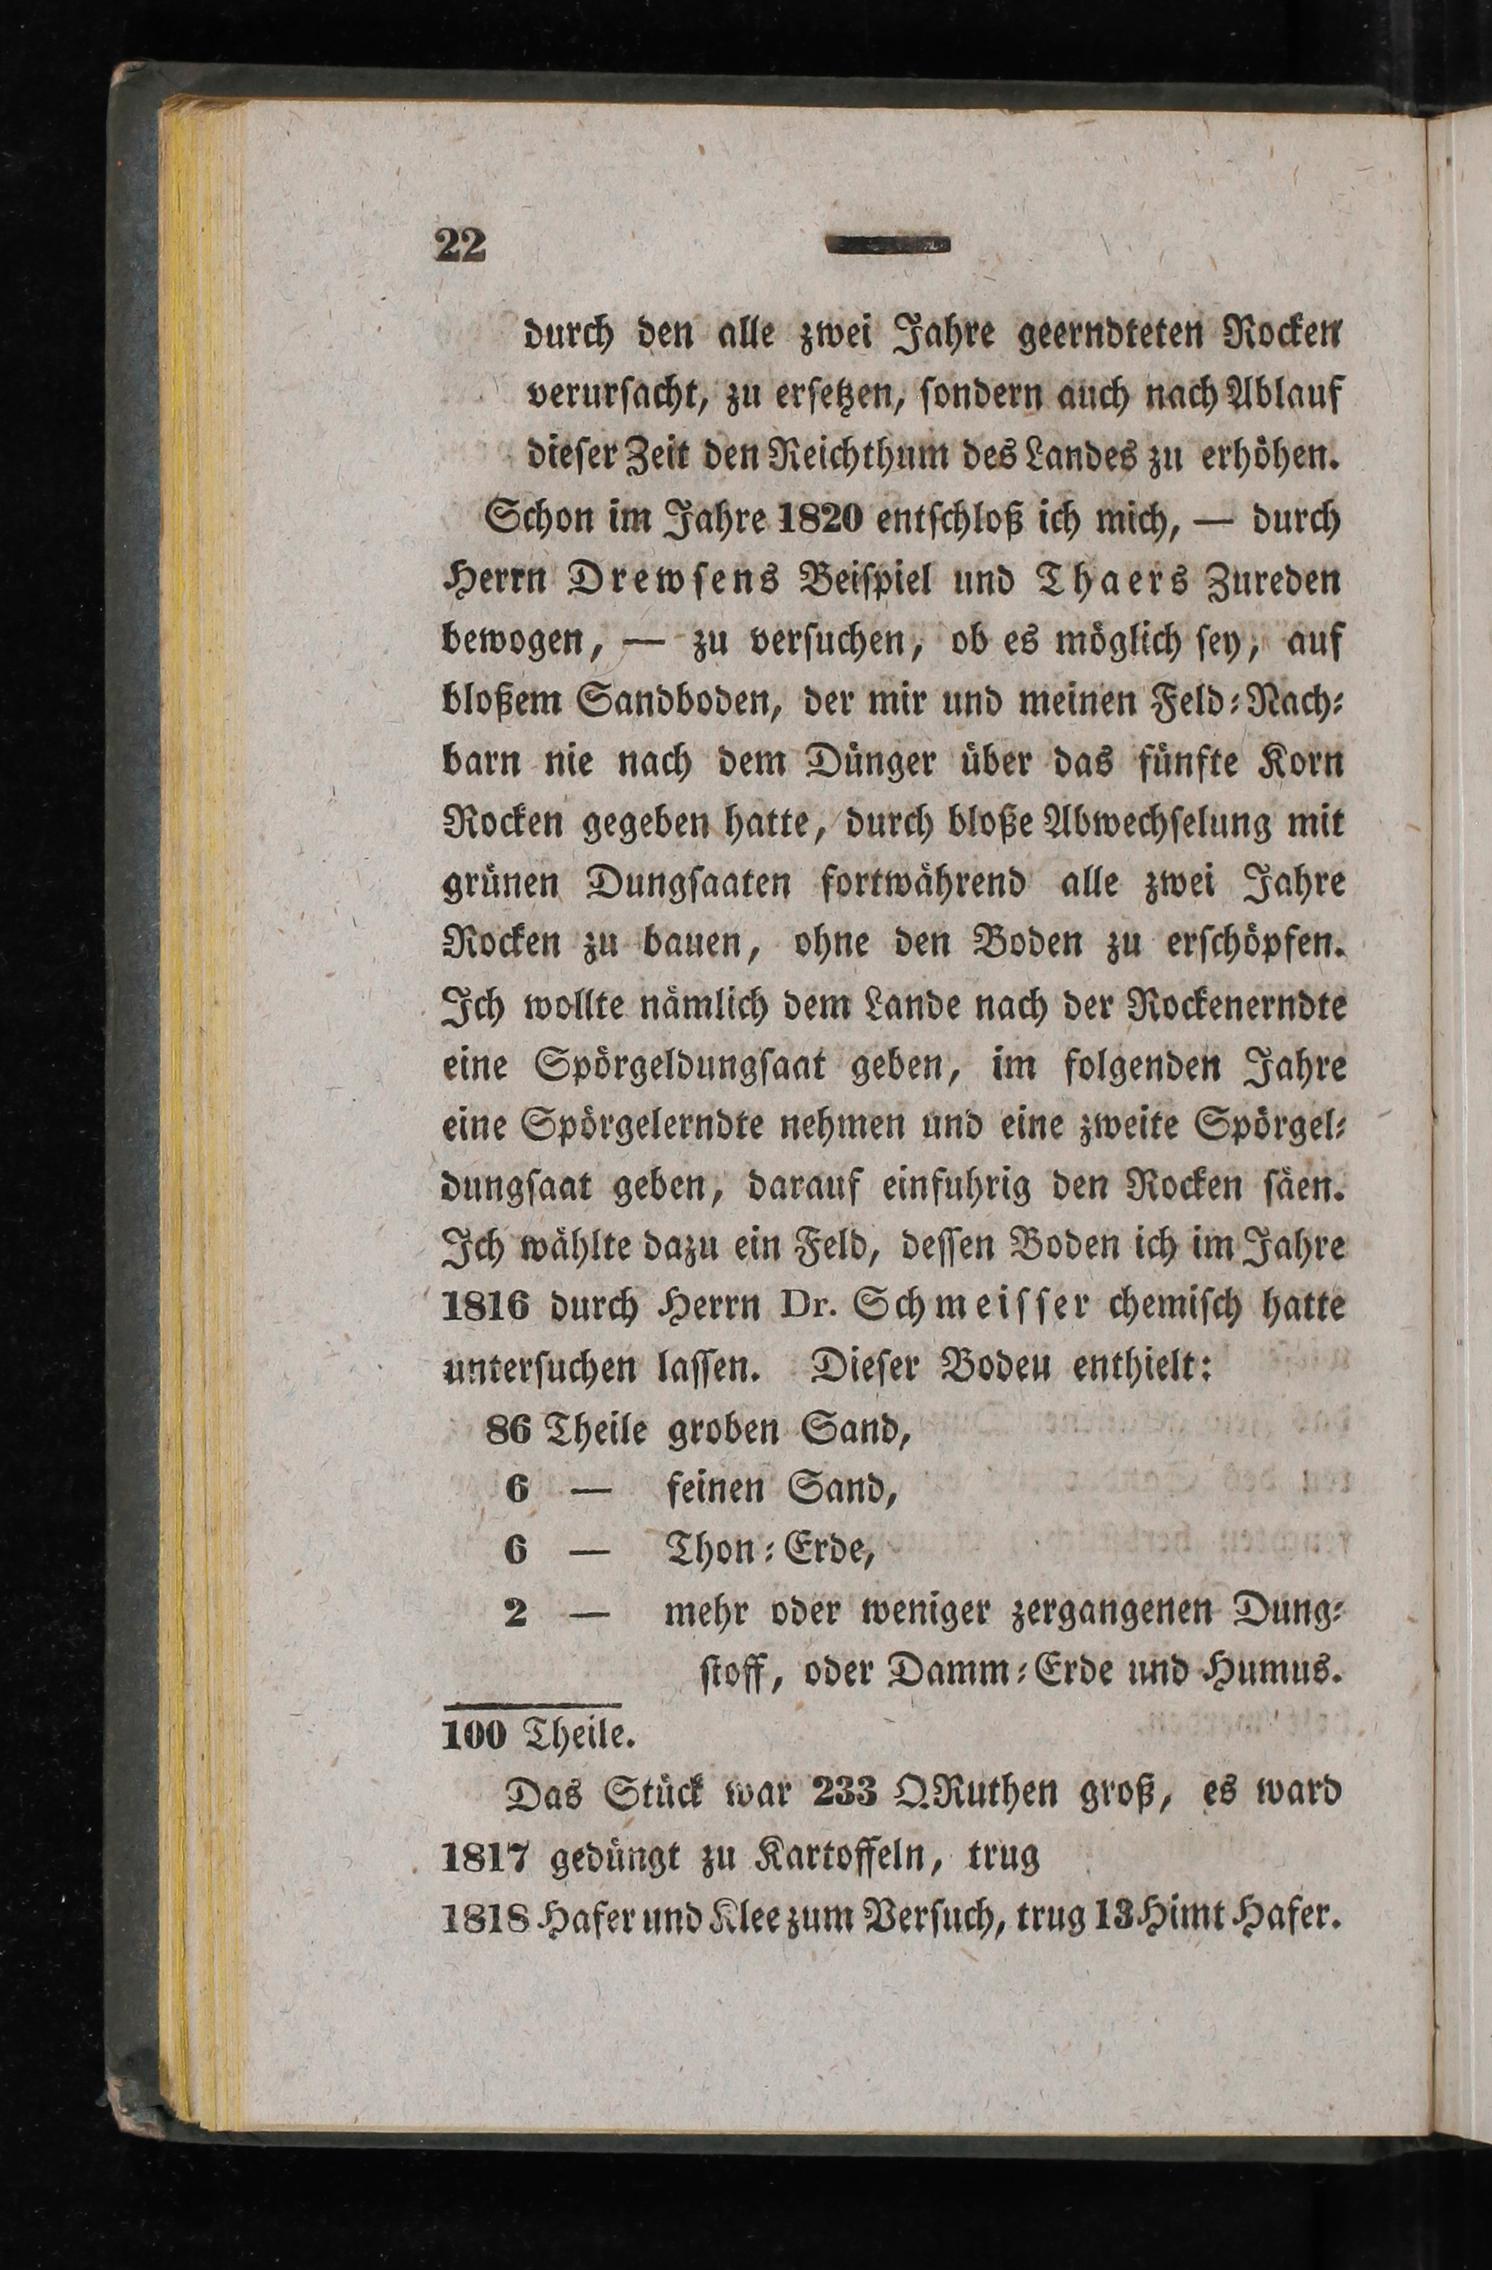 22
durch den alle zwei Jahre geerndteten Rocken
verursacht, zu ersetzen, sondern auch nach Ablauf
dieser Zeit den Reichthum des Landes zu erhöhen.
Schon im Jahre 1820 entschloß ich mich, — durch
Herrn Drewsens Beispiel und Thaers Zureden
bewogen, — zu versuchen, ob es möglich sey, auf
bloßem Sandboden, der mir und meinen Feld-Nach-
barn nie nach dem Dünger über das fünfte Korn
Rocken gegeben hatte, durch bloße Abwechselung mit
grünen Dungsaaten fortwährend alle zwei Jahre
Rocken zu bauen, ohne den Boden zu erschöpfen.
Ich wollte nämlich dem Lande nach der Rockenerndte
eine Spörgeldungsaat geben, im folgenden Jahre
eine Spörgelerndte nehmen und eine zweite Spörgel-
dungsaat geben, darauf einfuhrig den Rocken säen.
Ich wählte dazu ein Feld, dessen Boden ich im Jahre
1816 durch Herrn Dr. Schmeisser chemisch hatte
untersuchen lassen. Dieser Bodeu enthielt:
86 Theile groben Sand,
6 — feinen Sand,
6 — Thon-Erde,
2 — mehr oder weniger zergangenen Dung-
stoff, oder Damm-Erde und Humus.
100 Theile.
Das Stück war 233 Q.Ruthen groß, es ward
1817 gedüngt zu Kartoffeln, trug
1818 Hafer und Klee zum Versuch, trug 13 Himt Hafer.